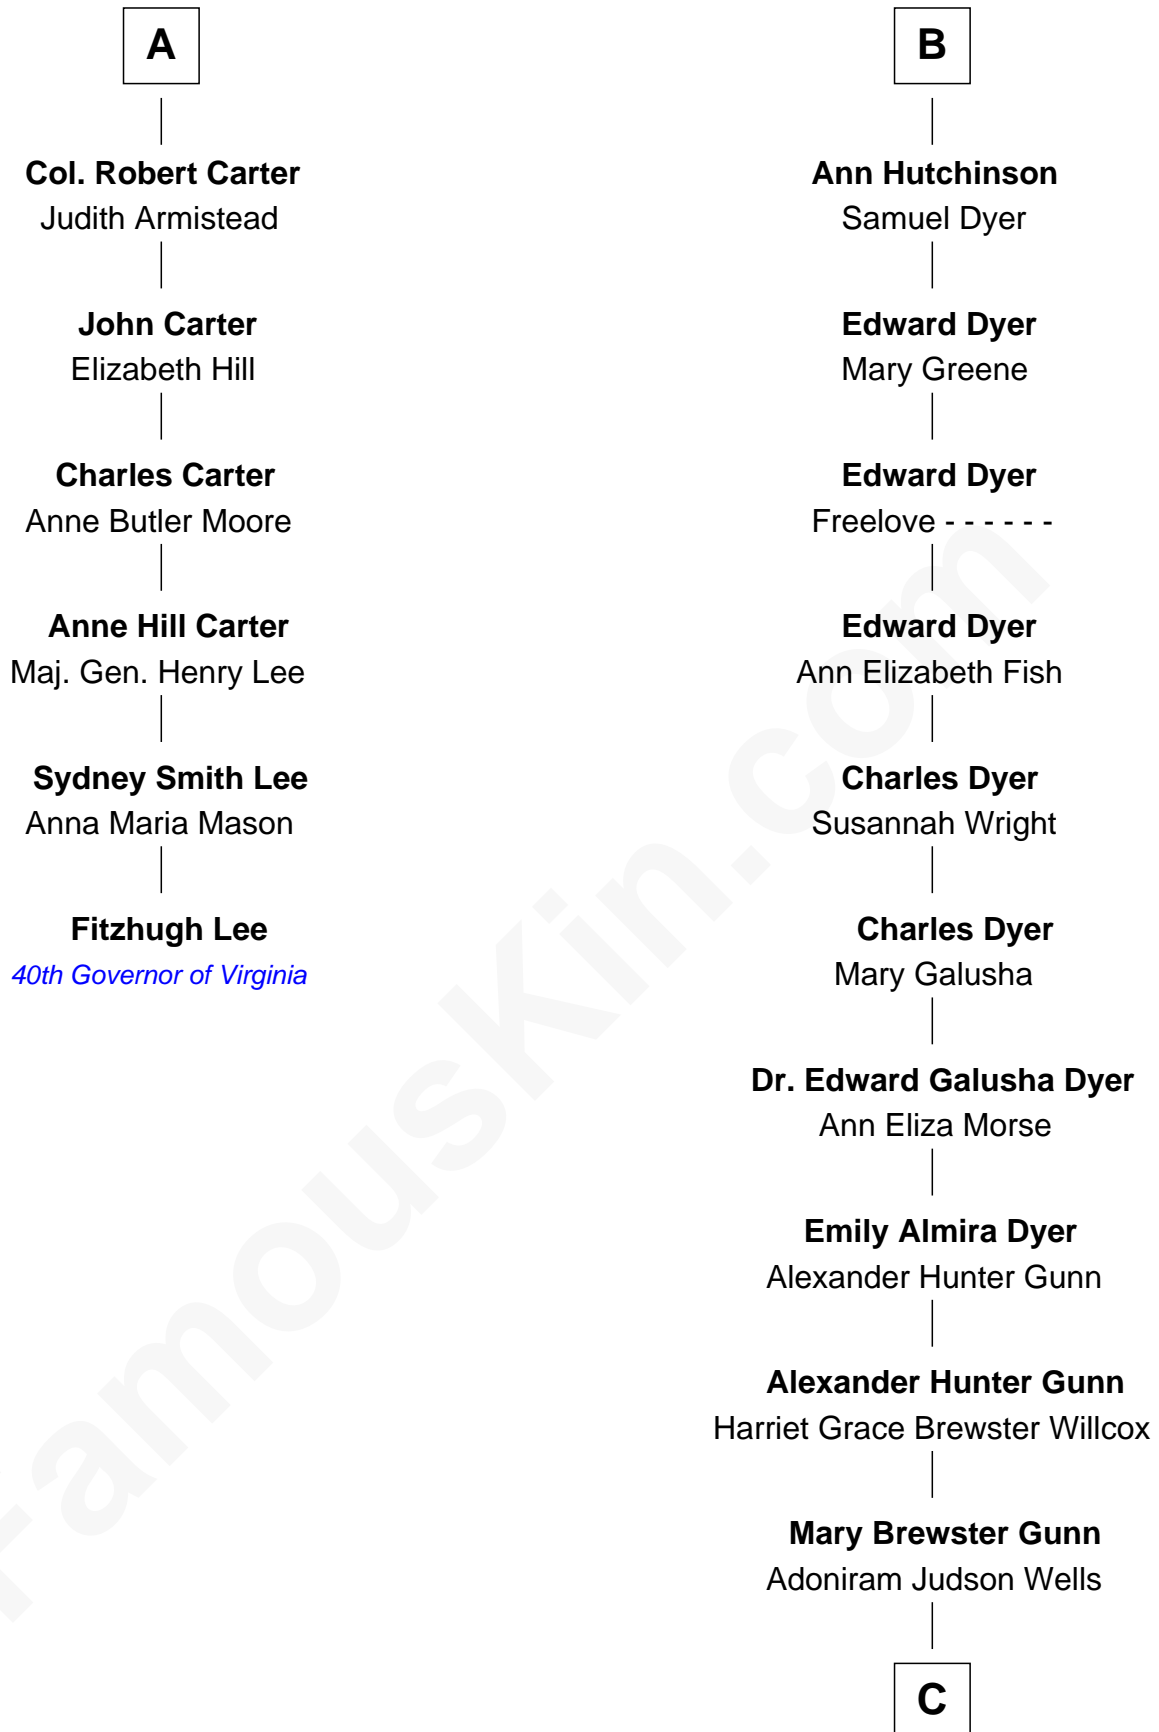 A
Col. Robert Carter
Judith Armistead
John Carter
Elizabeth Hill
Charles Carter
Anne Butler Moore
Anne Hill Carter
Maj. Gen. Henry Lee
Sydney Smith Lee
Anna Maria Mason
Fitzhugh Lee
40th Governor of Virginia
B
Ann Hutchinson
Samuel Dyer
Edward Dyer
Mary Greene
Edward Dyer
Freelove - - - - - -
Edward Dyer
Ann Elizabeth Fish
Charles Dyer
Susannah Wright
Charles Dyer
Mary Galusha
Dr. Edward Galusha Dyer
Ann Eliza Morse
Emily Almira Dyer
Alexander Hunter Gunn
Alexander Hunter Gunn
Harriet Grace Brewster Willcox
Mary Brewster Gunn
Adoniram Judson Wells
C
FamousKin.com